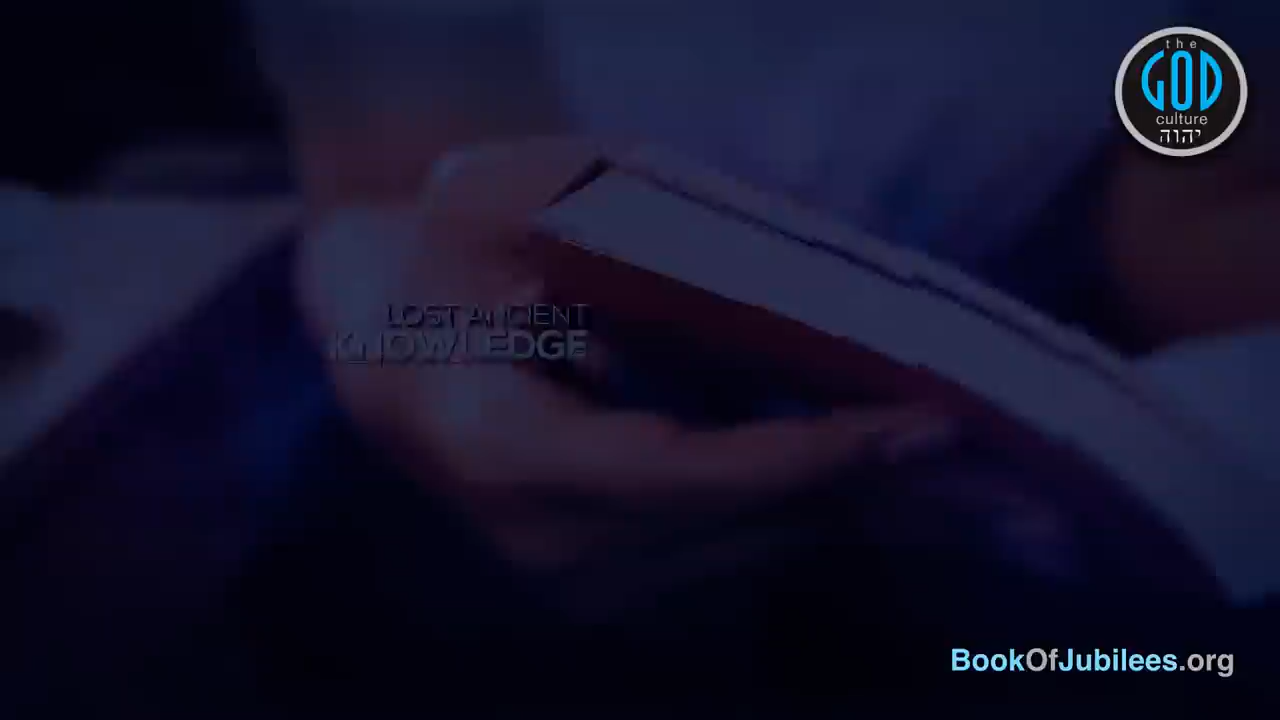 the
GOD
culture
יהוה
LOST ANCIENT
KNOWLEDGE
BookOfJubilees.org